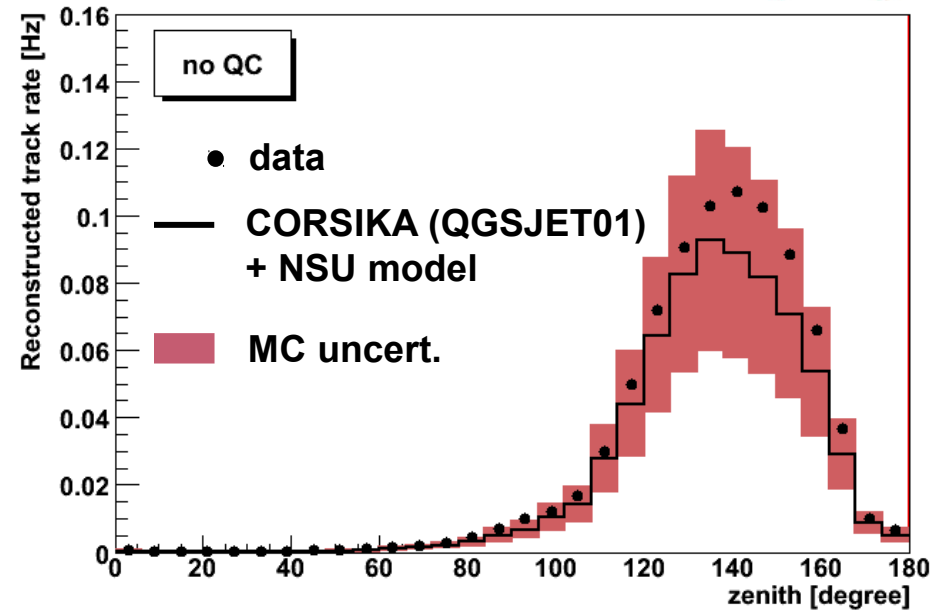 Reconstructed track rate [Hz]
0.16
0.14
0.12
0.1
0.08
0.06
0.04
0.02
0
no QC
data
CORSIKA (QGSJET01)
+ NSU model
MC uncert.
0 20 40 60 80 100 120 140 160 180
zenith [degree]